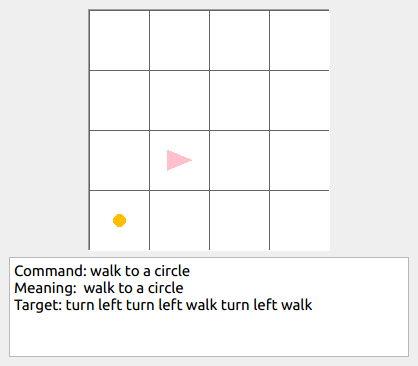 Command: walk to a circle
Meaning:  walk to a circle
Target: turn left turn left walk turn left walk